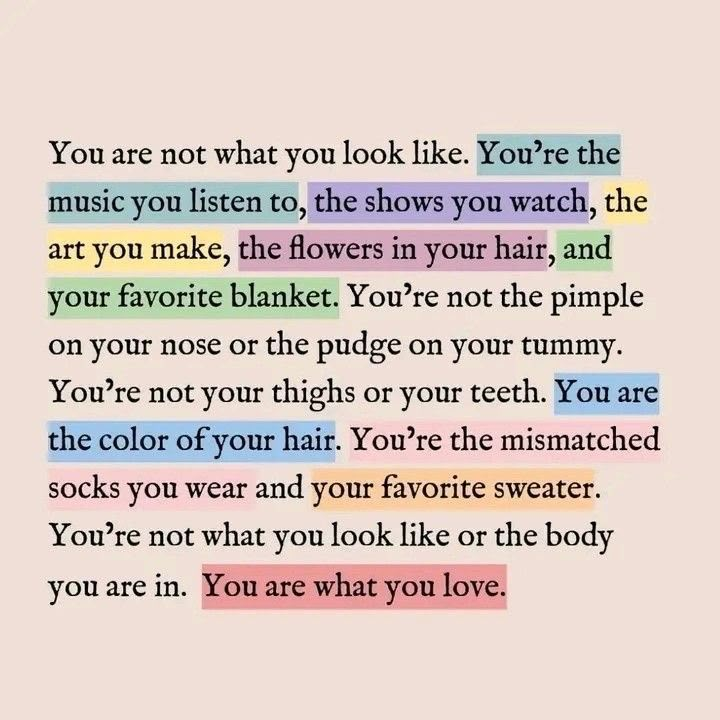 You are not what you look like. You're the
music you listen to, the shows you watch, the
art you make, the flowers in your hair, and
your favorite blanket. You're not the pimple
on your nose or the pudge on your tummy.
You're not your thighs or your teeth. You are
the color of your hair. You're the mismatched
socks you wear and your favorite sweater.
You're not what you look like or the body
you are in. You are what you love.